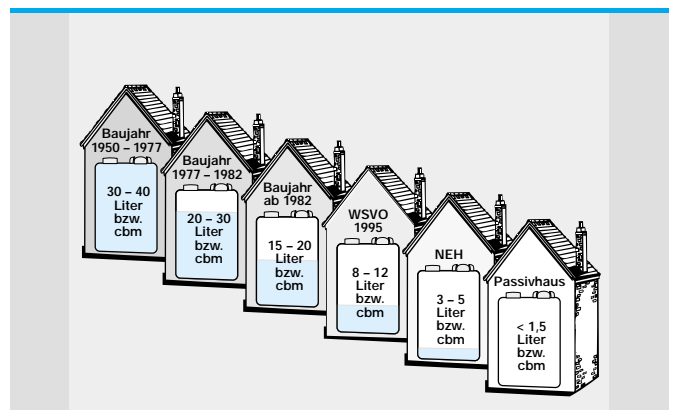 Baujahr
1950 – 1977
30 – 40
Liter
bzw.
cbm
Baujahr
1977 – 1982
20 – 30
Liter
bzw.
cbm
Baujahr
ab 1982
15 – 20
Liter
bzw.
cbm
WSVO
1995
8 – 12
Liter
bzw.
cbm
NEH
3 – 5
Liter
bzw.
cbm
Passivhaus
< 1,5
Liter
bzw.
cbm